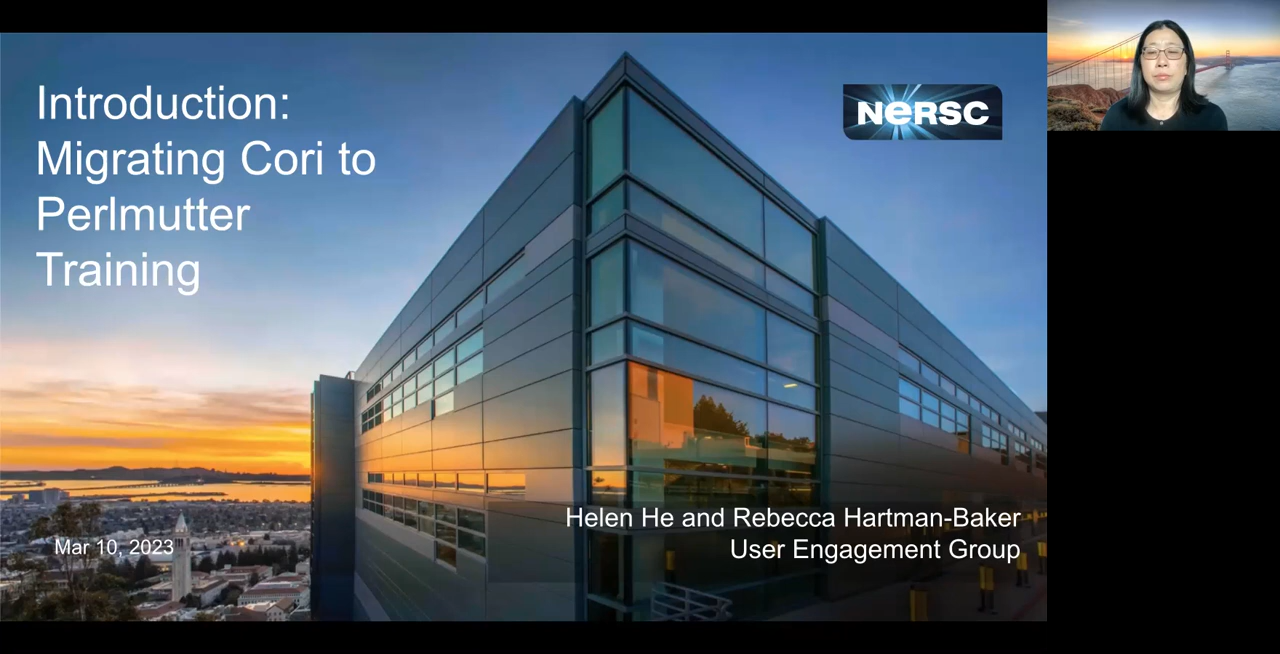 Introduction:
Migrating Cori to
Perlmutter
Training
NERSC
Helen He and Rebecca Hartman-Baker
User Engagement Group
Mar 10, 2023